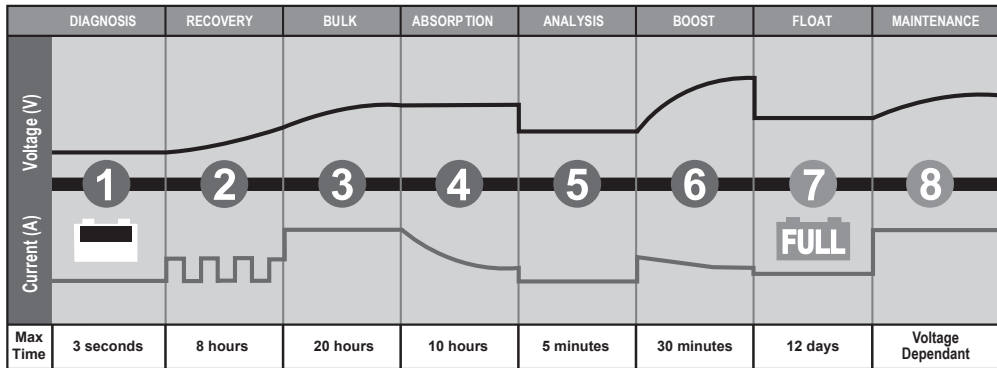 DIAGNOSIS RECOVERY BULK ABSORPTION ANALYSIS BOOST FLOAT MAINTENANCE
Voltage (V)
1 2 3 4 5 6 7 8
Current (A)
FULL
Max Time 3 seconds 8 hours 20 hours 10 hours 5 minutes 30 minutes 12 days Voltage Dependant